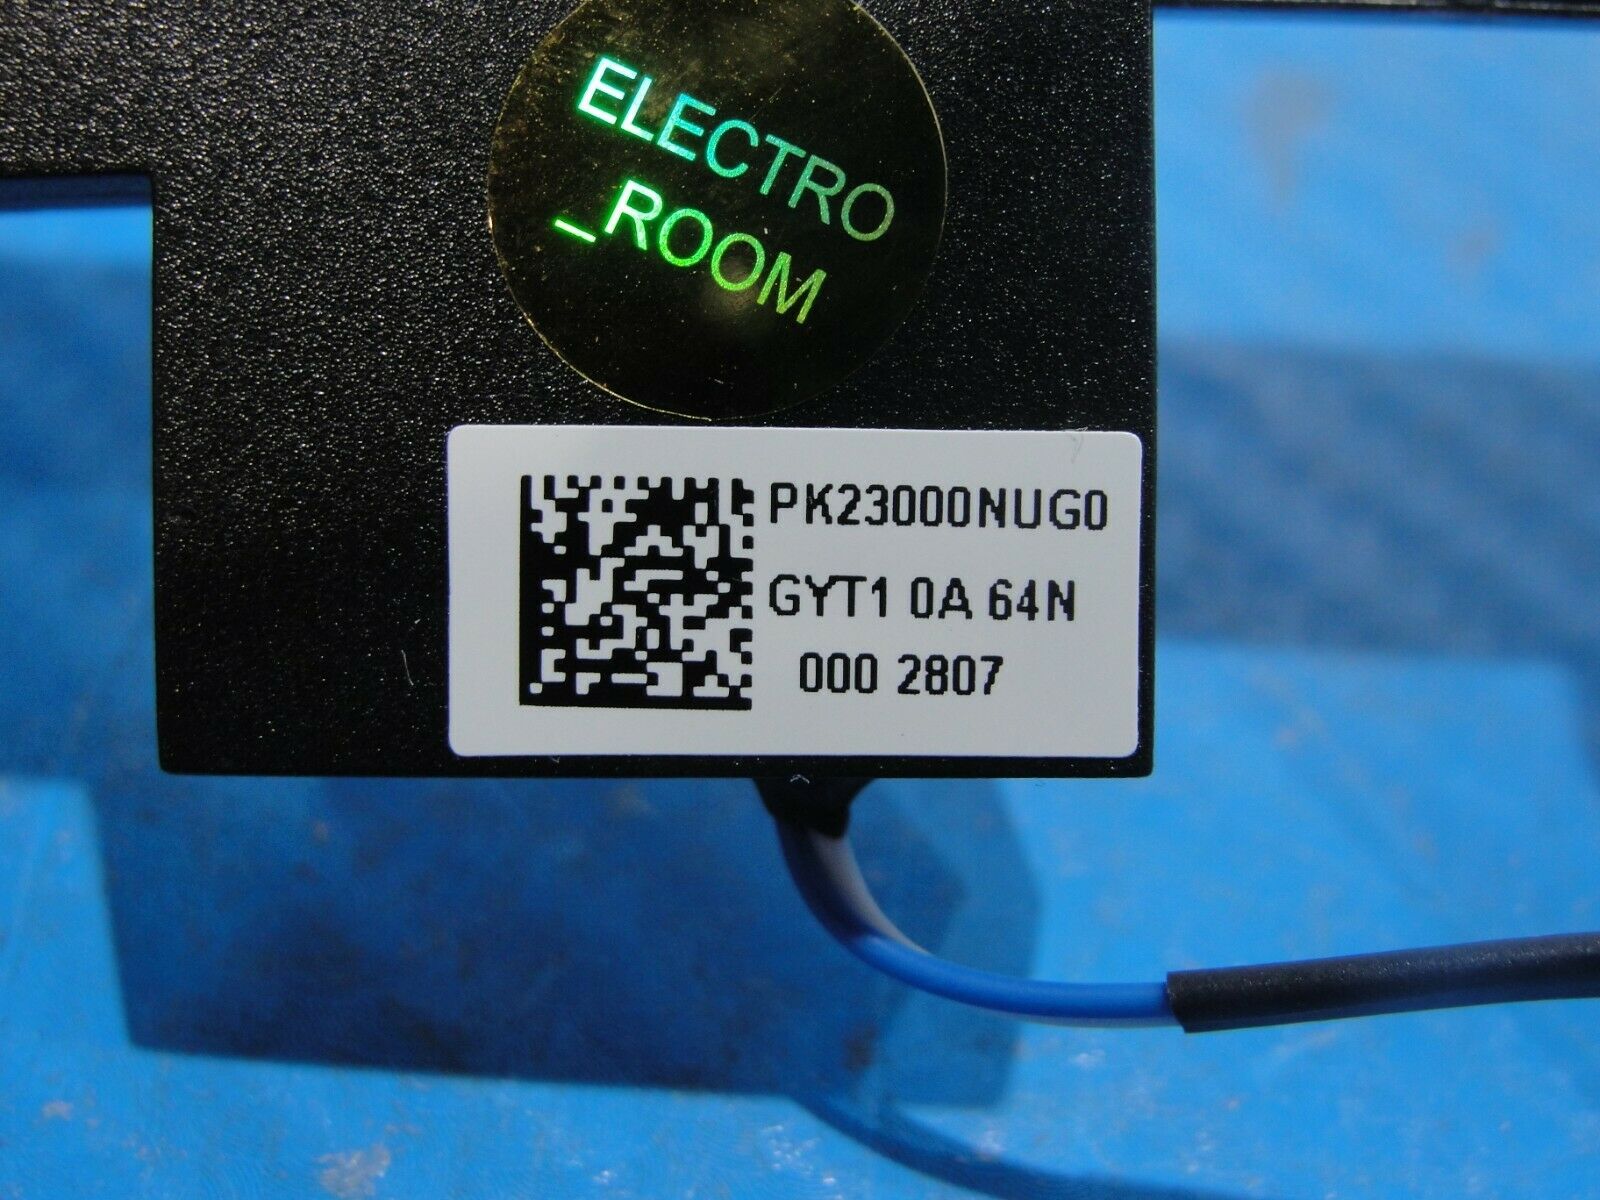 ELECTRO
_ROOM
PK23000NUG0
GYT1 0A 64N
000 2807